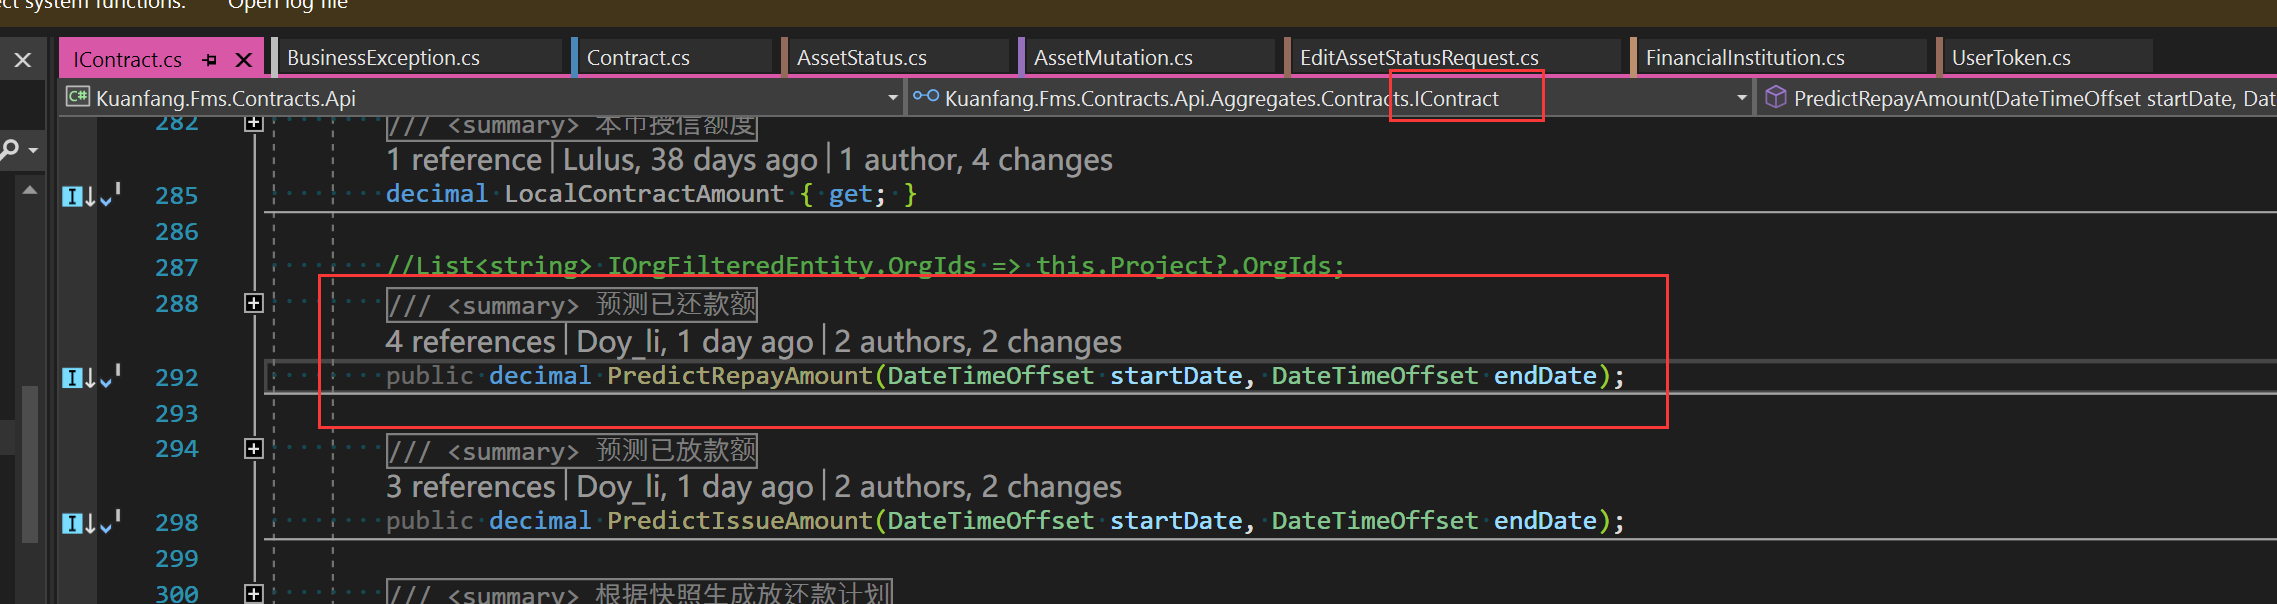 ct system functions. Open log file
IContract.cs BusinessException.cs Contract.cs AssetStatus.cs AssetMutation.cs EditAssetStatusRequest.cs FinancialInstitution.cs UserToken.cs
C# Kuanfang.Fms.Contracts.Api Kuanfang.Fms.Contracts.Api.Aggregates.Contracts.IContract PredictRepayAmount(DateTimeOffset startDate, Dat
282 /// <summary> 本币授信额度
1 reference | Lulus, 38 days ago | 1 author, 4 changes
285 decimal LocalContractAmount { get; }
286
287 //List<string> IOrgFilteredEntity.OrgIds => this.Project?.OrgIds;
288 /// <summary> 预测已还款额
4 references | Doy_li, 1 day ago | 2 authors, 2 changes
292 public decimal PredictRepayAmount(DateTimeOffset startDate, DateTimeOffset endDate);
293
294 /// <summary> 预测已放款额
3 references | Doy_li, 1 day ago | 2 authors, 2 changes
298 public decimal PredictIssueAmount(DateTimeOffset startDate, DateTimeOffset endDate);
299
300 /// <summary> 根据快照生成放还款计划